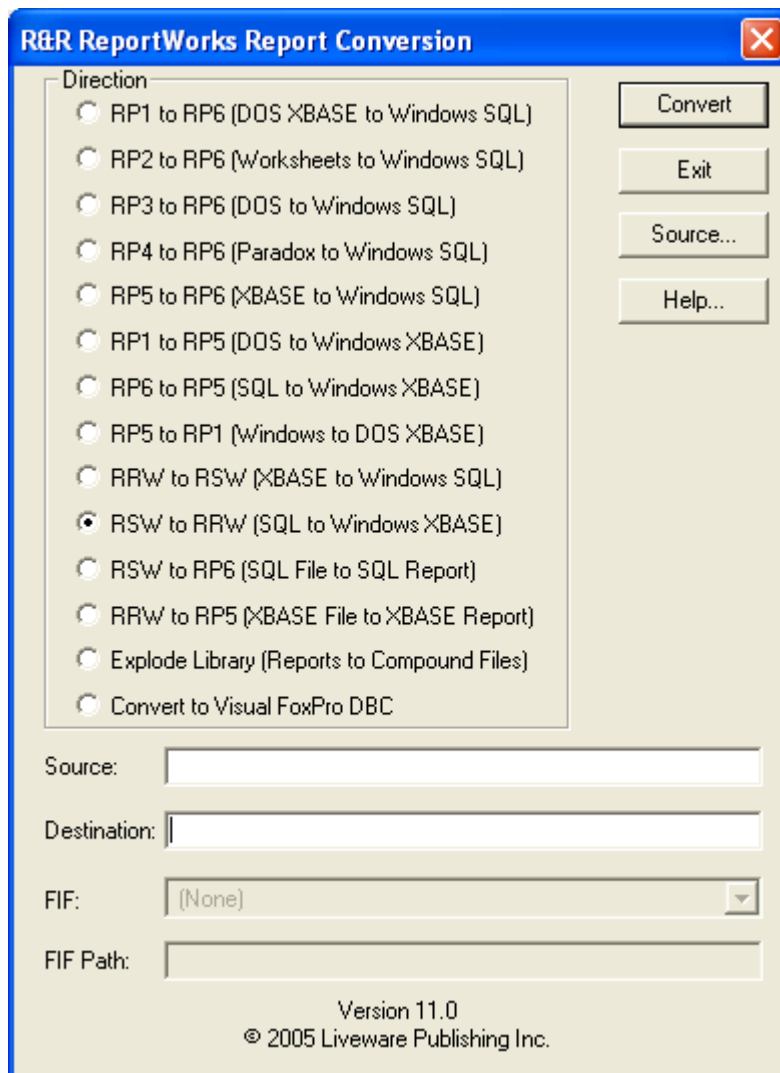 R&R ReportWorks Report Conversion
Direction
RP1 to RP6 (DOS XBASE to Windows SQL)
RP2 to RP6 (Worksheets to Windows SQL)
RP3 to RP6 (DOS to Windows SQL)
RP4 to RP6 (Paradox to Windows SQL)
RP5 to RP6 (XBASE to Windows SQL)
RP1 to RP5 (DOS to Windows XBASE)
RP6 to RP5 (SQL to Windows XBASE)
RP5 to RP1 (Windows to DOS XBASE)
RRW to RSW (XBASE to Windows SQL)
RSW to RRW (SQL to Windows XBASE)
RSW to RP6 (SQL File to SQL Report)
RRW to RP5 (XBASE File to XBASE Report)
Explode Library (Reports to Compound Files)
Convert to Visual FoxPro DBC
Convert
Exit
Source...
Help...
Source:
Destination:
FIF: (None)
FIF Path:
Version 11.0
© 2005 Liveware Publishing Inc.